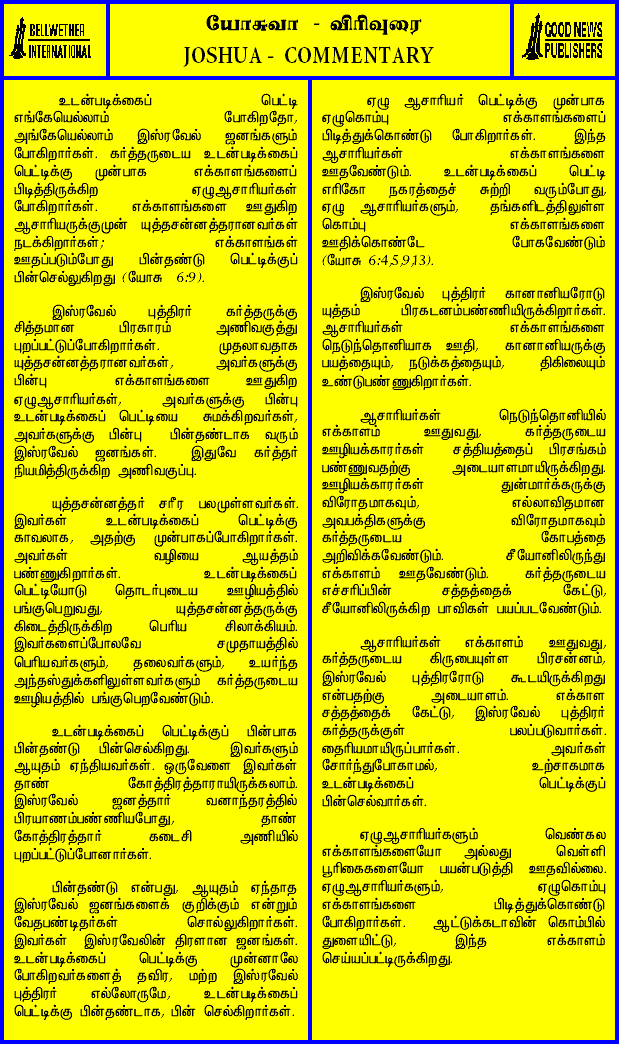 BELLWETHER
INTERNATIONAL
யோசுவா - விரிவுரை
JOSHUA - COMMENTARY
GOOD NEWS
PUBLISHERS
உடன்படிக்கைப் பெட்டி
எங்கேயெல்லாம் போகிறதோ,
அங்கேயெல்லாம் இஸ்ரவேல் ஜனங்களும்
போகிறார்கள். கர்த்தருடைய உடன்படிக்கைப்
பெட்டிக்கு முன்பாக எக்காளங்களைப்
பிடித்திருக்கிற ஏழுஆசாரியர்கள்
போகிறார்கள். எக்காளங்களை ஊதுகிற
ஆசாரியருக்குமுன் யுத்தசன்னத்தரானவர்கள்
நடக்கிறார்கள்; எக்காளங்கள்
ஊதப்படும்போது பின்தண்டு பெட்டிக்குப்
பின்செல்லுகிறது (யோசு 6:9).
இஸ்ரவேல் புத்திரர் கர்த்தருக்கு
சித்தமான பிரகாரம் அணிவகுத்து
புறப்பட்டுப்போகிறார்கள். முதலாவதாக
யுத்தசன்னத்தரானவர்கள், அவர்களுக்கு
பின்பு எக்காளங்களை ஊதுகிற
ஏழுஆசாரியர்கள், அவர்களுக்கு பின்பு
உடன்படிக்கைப் பெட்டியை சுமக்கிறவர்கள்,
அவர்களுக்கு பின்பு பின்தண்டாக வரும்
இஸ்ரவேல் ஜனங்கள். இதுவே கர்த்தர்
நியமித்திருக்கிற அணிவகுப்பு.
யுத்தசன்னத்தர் சரீர பலமுள்ளவர்கள்.
இவர்கள் உடன்படிக்கைப் பெட்டிக்கு
காவலாக, அதற்கு முன்பாகப்போகிறார்கள்.
அவர்கள் வழியை ஆயத்தம்
பண்ணுகிறார்கள். உடன்படிக்கைப்
பெட்டியோடு தொடர்புடைய ஊழியத்தில்
பங்குபெறுவது, யுத்தசன்னத்தருக்கு
கிடைத்திருக்கிற பெரிய சிலாக்கியம்.
இவர்களைப்போலவே சமுதாயத்தில்
பெரியவர்களும், தலைவர்களும், உயர்ந்த
அந்தஸ்துக்களிலுள்ளவர்களும் கர்த்தருடைய
ஊழியத்தில் பங்குபெறவேண்டும்.
உடன்படிக்கைப் பெட்டிக்குப் பின்பாக
பின்தண்டு பின்செல்கிறது. இவர்களும்
ஆயுதம் ஏந்தியவர்கள். ஒருவேளை இவர்கள்
தாண் கோத்திரத்தாராயிருக்கலாம்.
இஸ்ரவேல் ஜனத்தார் வனாந்தரத்தில்
பிரயாணம்பண்ணியபோது, தாண்
கோத்திரத்தார் கடைசி அணியில்
புறப்பட்டுப்போனார்கள்.
பின்தண்டு என்பது, ஆயுதம் ஏந்தாத
இஸ்ரவேல் ஜனங்களைக் குறிக்கும் என்றும்
வேதபண்டிதர்கள் சொல்லுகிறார்கள்.
இவர்கள் இஸ்ரவேலின் திரளான ஜனங்கள்.
உடன்படிக்கைப் பெட்டிக்கு முன்னாலே
போகிறவர்களைத் தவிர, மற்ற இஸ்ரவேல்
புத்திரர் எல்லோருமே, உடன்படிக்கைப்
பெட்டிக்கு பின்தண்டாக, பின் செல்கிறார்கள்.
ஏழு ஆசாரியர் பெட்டிக்கு முன்பாக
ஏழுகொம்பு எக்காளங்களைப்
பிடித்துக்கொண்டு போகிறார்கள். இந்த
ஆசாரியர்கள் எக்காளங்களை
ஊதவேண்டும். உடன்படிக்கைப் பெட்டி
எரிகோ நகரத்தைச் சுற்றி வரும்போது,
ஏழு ஆசாரியர்களும், தங்களிடத்திலுள்ள
கொம்பு எக்காளங்களை
ஊதிக்கொண்டே போகவேண்டும்
(யோசு 6:4,5,9,13).
இஸ்ரவேல் புத்திரர் கானானியரோடு
யுத்தம் பிரகடனம்பண்ணியிருக்கிறார்கள்.
ஆசாரியர்கள் எக்காளங்களை
நெடுந்தொனியாக ஊதி, கானானியருக்கு
பயத்தையும், நடுக்கத்தையும், திகிலையும்
உண்டுபண்ணுகிறார்கள்.
ஆசாரியர்கள் நெடுந்தொனியில்
எக்காளம் ஊதுவது, கர்த்தருடைய
ஊழியக்காரர்கள் சத்தியத்தைப் பிரசங்கம்
பண்ணுவதற்கு அடையாளமாயிருக்கிறது.
ஊழியக்காரர்கள் துன்மார்க்கருக்கு
விரோதமாகவும், எல்லாவிதமான
அவபக்திகளுக்கு விரோதமாகவும்
கர்த்தருடைய கோபத்தை
அறிவிக்கவேண்டும். சீயோனிலிருந்து
எக்காளம் ஊதவேண்டும். கர்த்தருடைய
எச்சரிப்பின் சத்தத்தைக் கேட்டு,
சீயோனிலிருக்கிற பாவிகள் பயப்படவேண்டும்.
ஆசாரியர்கள் எக்காளம் ஊதுவது,
கர்த்தருடைய கிருபையுள்ள பிரசன்னம்,
இஸ்ரவேல் புத்திரரோடு கூடயிருக்கிறது
என்பதற்கு அடையாளம். எக்காள
சத்தத்தைக் கேட்டு, இஸ்ரவேல் புத்திரர்
கர்த்தருக்குள் பலப்படுவார்கள்.
தைரியமாயிருப்பார்கள். அவர்கள்
சோர்ந்துபோகாமல், உற்சாகமாக
உடன்படிக்கைப் பெட்டிக்குப்
பின்செல்வார்கள்.
ஏழுஆசாரியர்களும் வெண்கல
எக்காளங்களையோ அல்லது வெள்ளி
பூரிகைகளையோ பயன்படுத்தி ஊதவில்லை.
ஏழுஆசாரியர்களும், ஏழுகொம்பு
எக்காளங்களை பிடித்துக்கொண்டு
போகிறார்கள். ஆட்டுக்கடாவின் கொம்பில்
துளையிட்டு, இந்த எக்காளம்
செய்யப்பட்டிருக்கிறது.